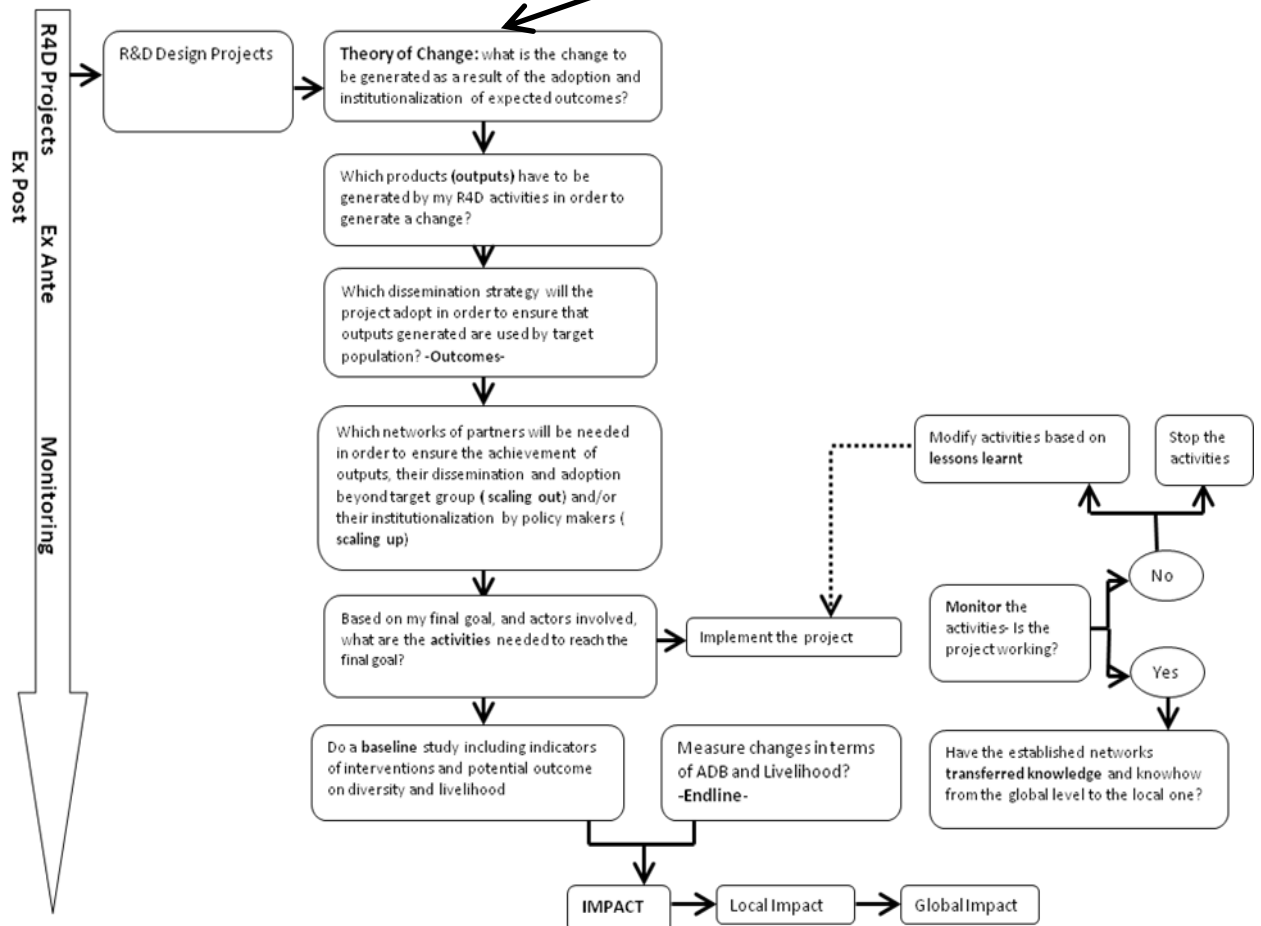 R4D Projects
Ex Post
Ex Ante
Monitoring
R&D Design Projects
Theory of Change: what is the change to
be generated as a result of the adoption and
institutionalization of expected outcomes?
Which products (outputs) have to be
generated by my R4D activities in order to
generate a change?
Which dissemination strategy will the
project adopt in order to ensure that
outputs generated are used by target
population? -Outcomes-
Which networks of partners will be needed
in order to ensure the achievement of
outputs, their dissemination and adoption
beyond target group ( scaling out) and/or
their institutionalization by policy makers (
scaling up)
Based on my final goal, and actors involved,
what are the activities needed to reach the
final goal?
Implement the project
Modify activities based on
lessons learnt
Stop the
activities
No
Monitor the
activities- Is the
project working?
Yes
Have the established networks
transferred knowledge and knowhow
from the global level to the local one?
Do a baseline study including indicators
of interventions and potential outcome
on diversity and livelihood
Measure changes in terms
of ADB and Livelihood?
-Endline-
IMPACT
Local Impact
Global Impact